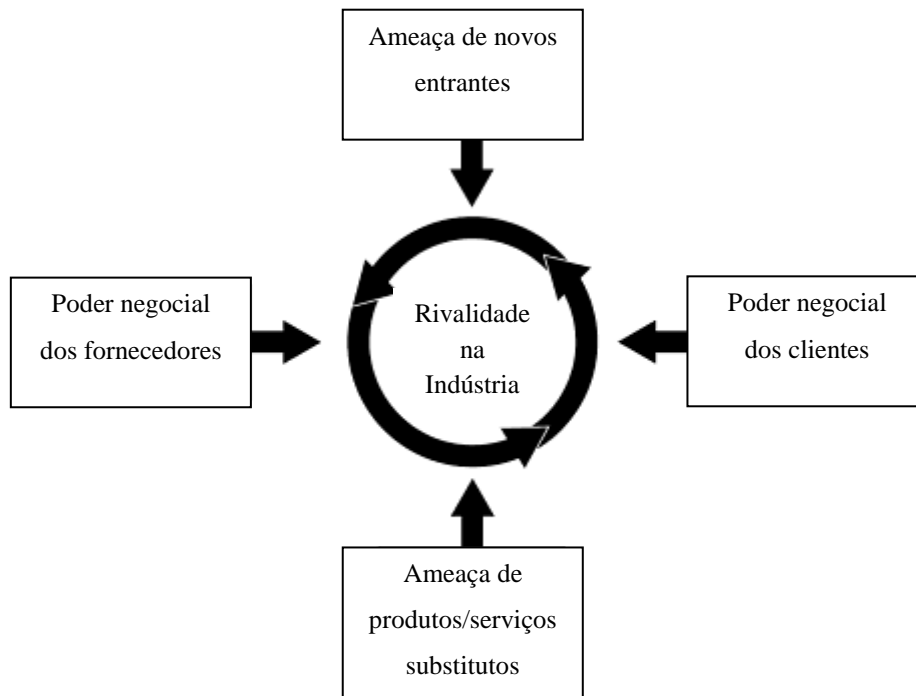 Ameaça de novos
entrantes
Poder negocial
dos fornecedores
Rivalidade
na
Indústria
Poder negocial
dos clientes
Ameaça de
produtos/serviços
substitutos